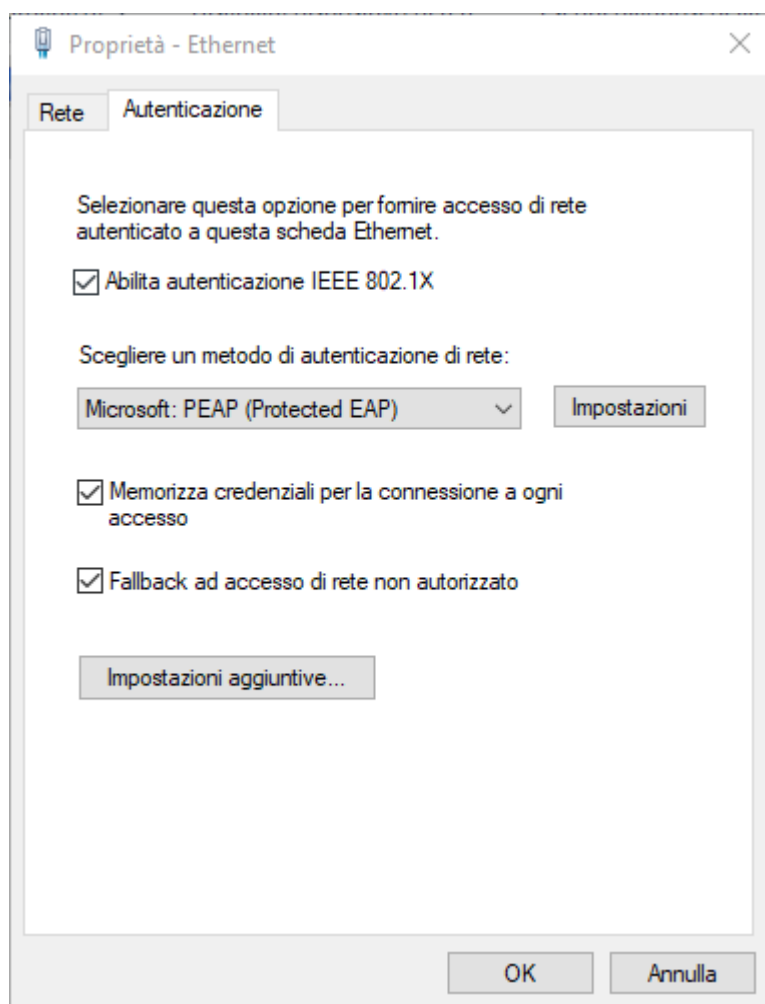 Proprietà - Ethernet
Rete
Autenticazione
Selezionare questa opzione per fornire accesso di rete
autenticato a questa scheda Ethernet.
Abilita autenticazione IEEE 802.1X
Scegliere un metodo di autenticazione di rete:
Microsoft: PEAP (Protected EAP)
Impostazioni
Memorizza credenziali per la connessione a ogni
accesso
Fallback ad accesso di rete non autorizzato
Impostazioni aggiuntive...
OK
Annulla